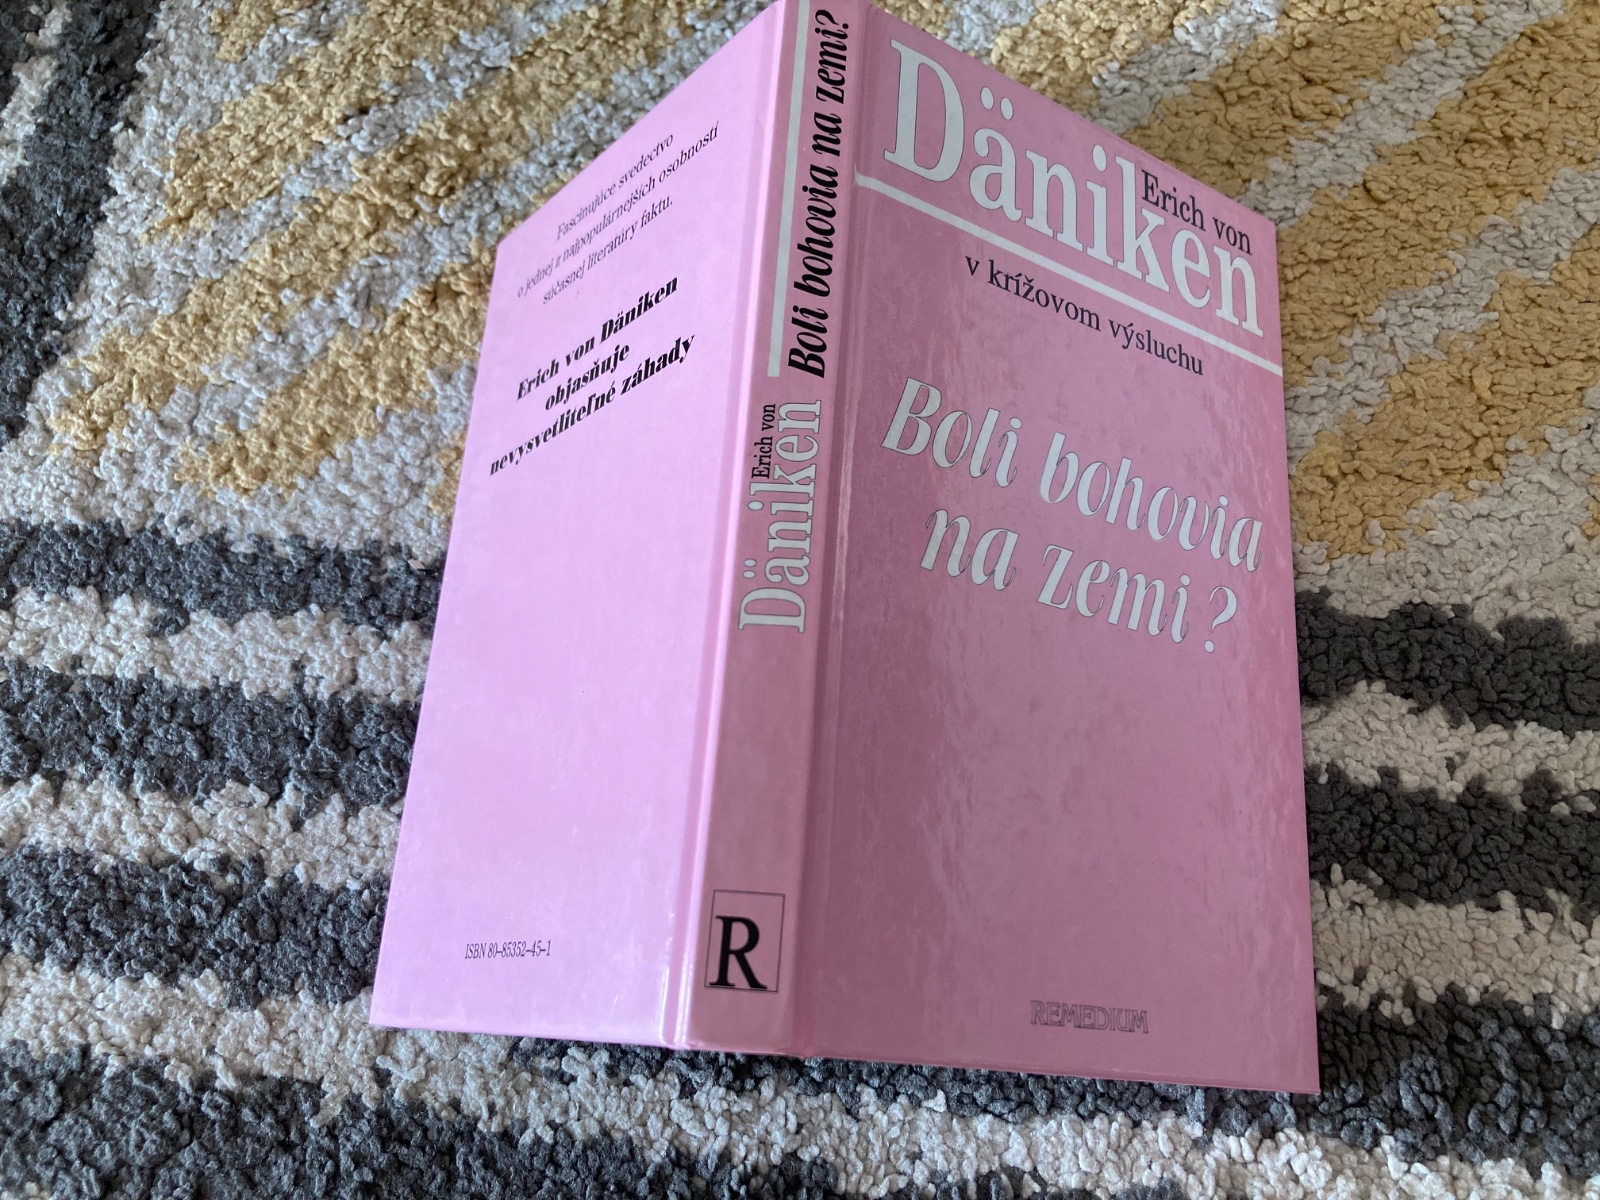 Fascinujúce svedectvo
o jednej z najpopulárnejších osobností
súčasnej literatúry faktu.
Erich von Däniken
objasňuje
nevysvetliteľné záhady
ISBN 80-85352-45-1
Erich von
Däniken
Boli bohovia na zemi?
R
Erich von
Däniken
v krížovom výsluchu
Boli bohovia
na zemi?
REMEDIUM